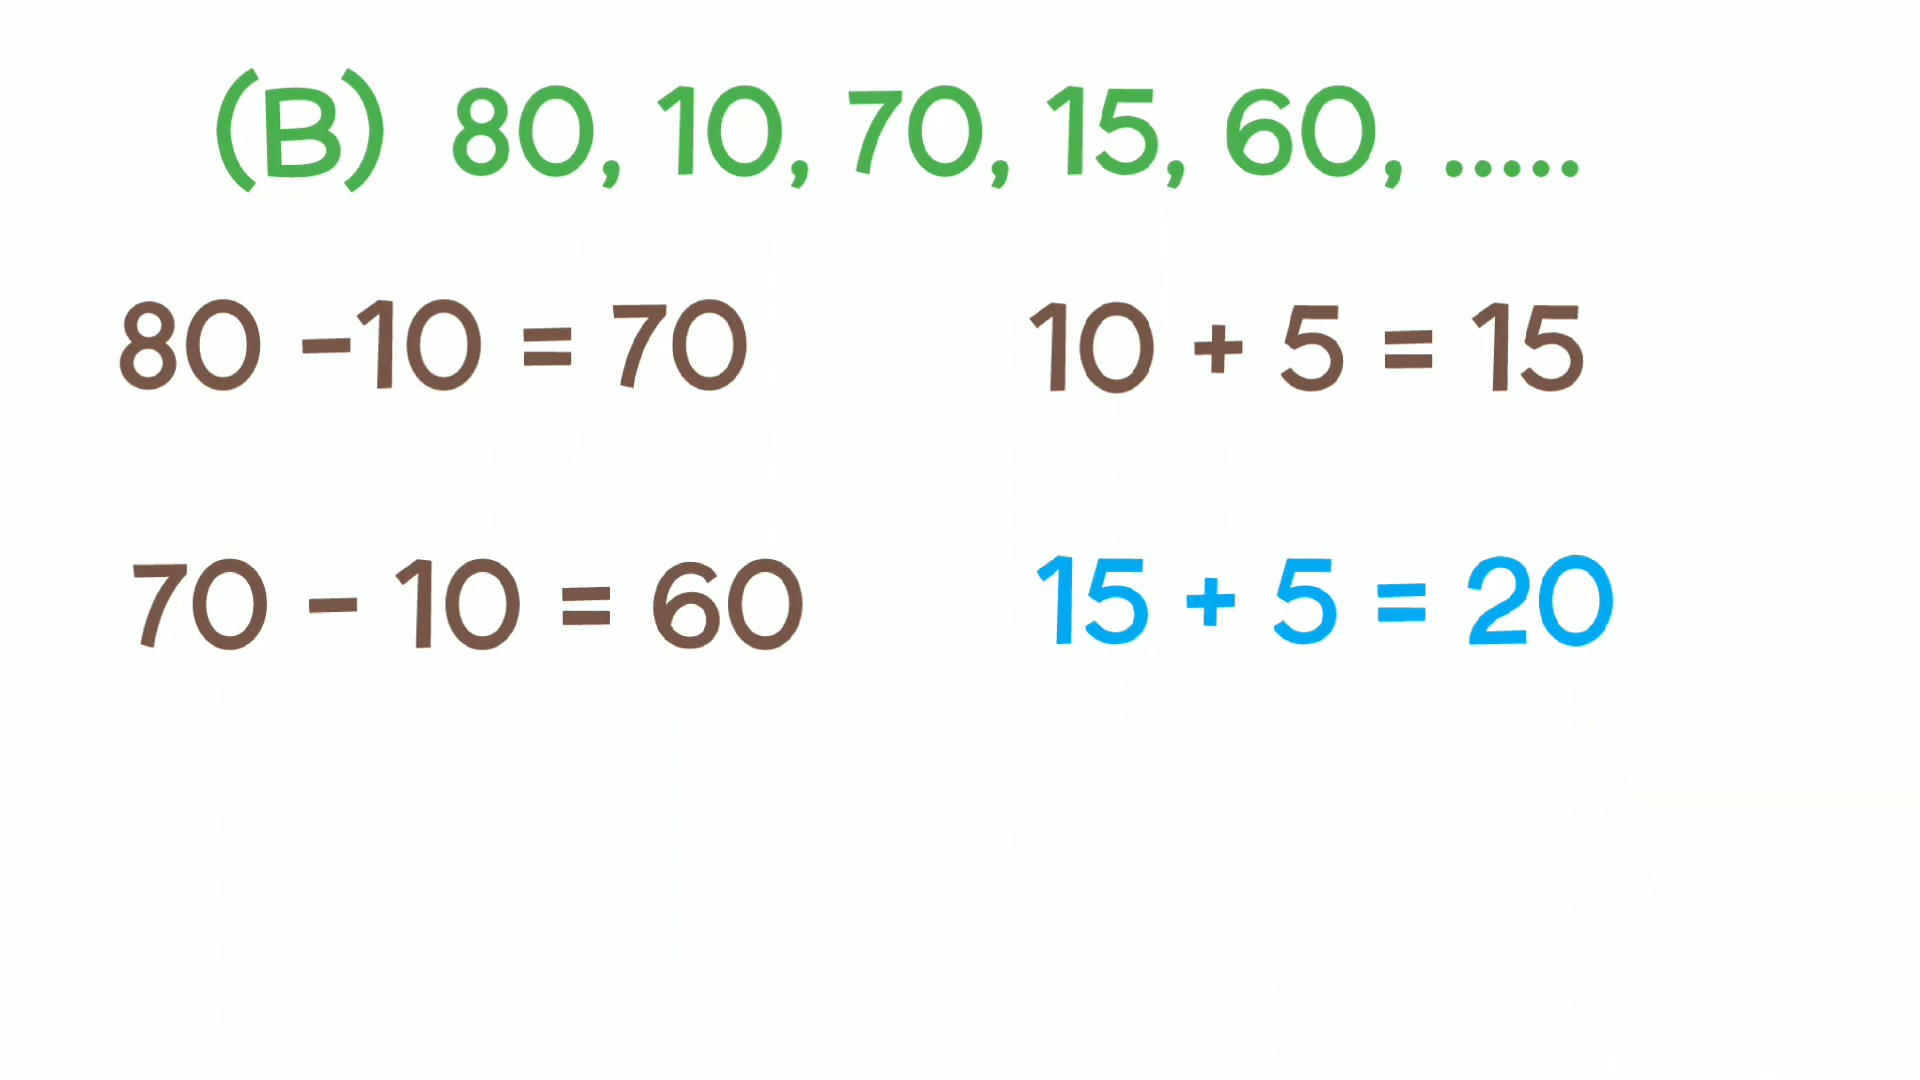 (B) 80, 10, 70, 15, 60, .....
80 -10 = 70
10 + 5 = 15
70 - 10 = 60
15 + 5 = 20